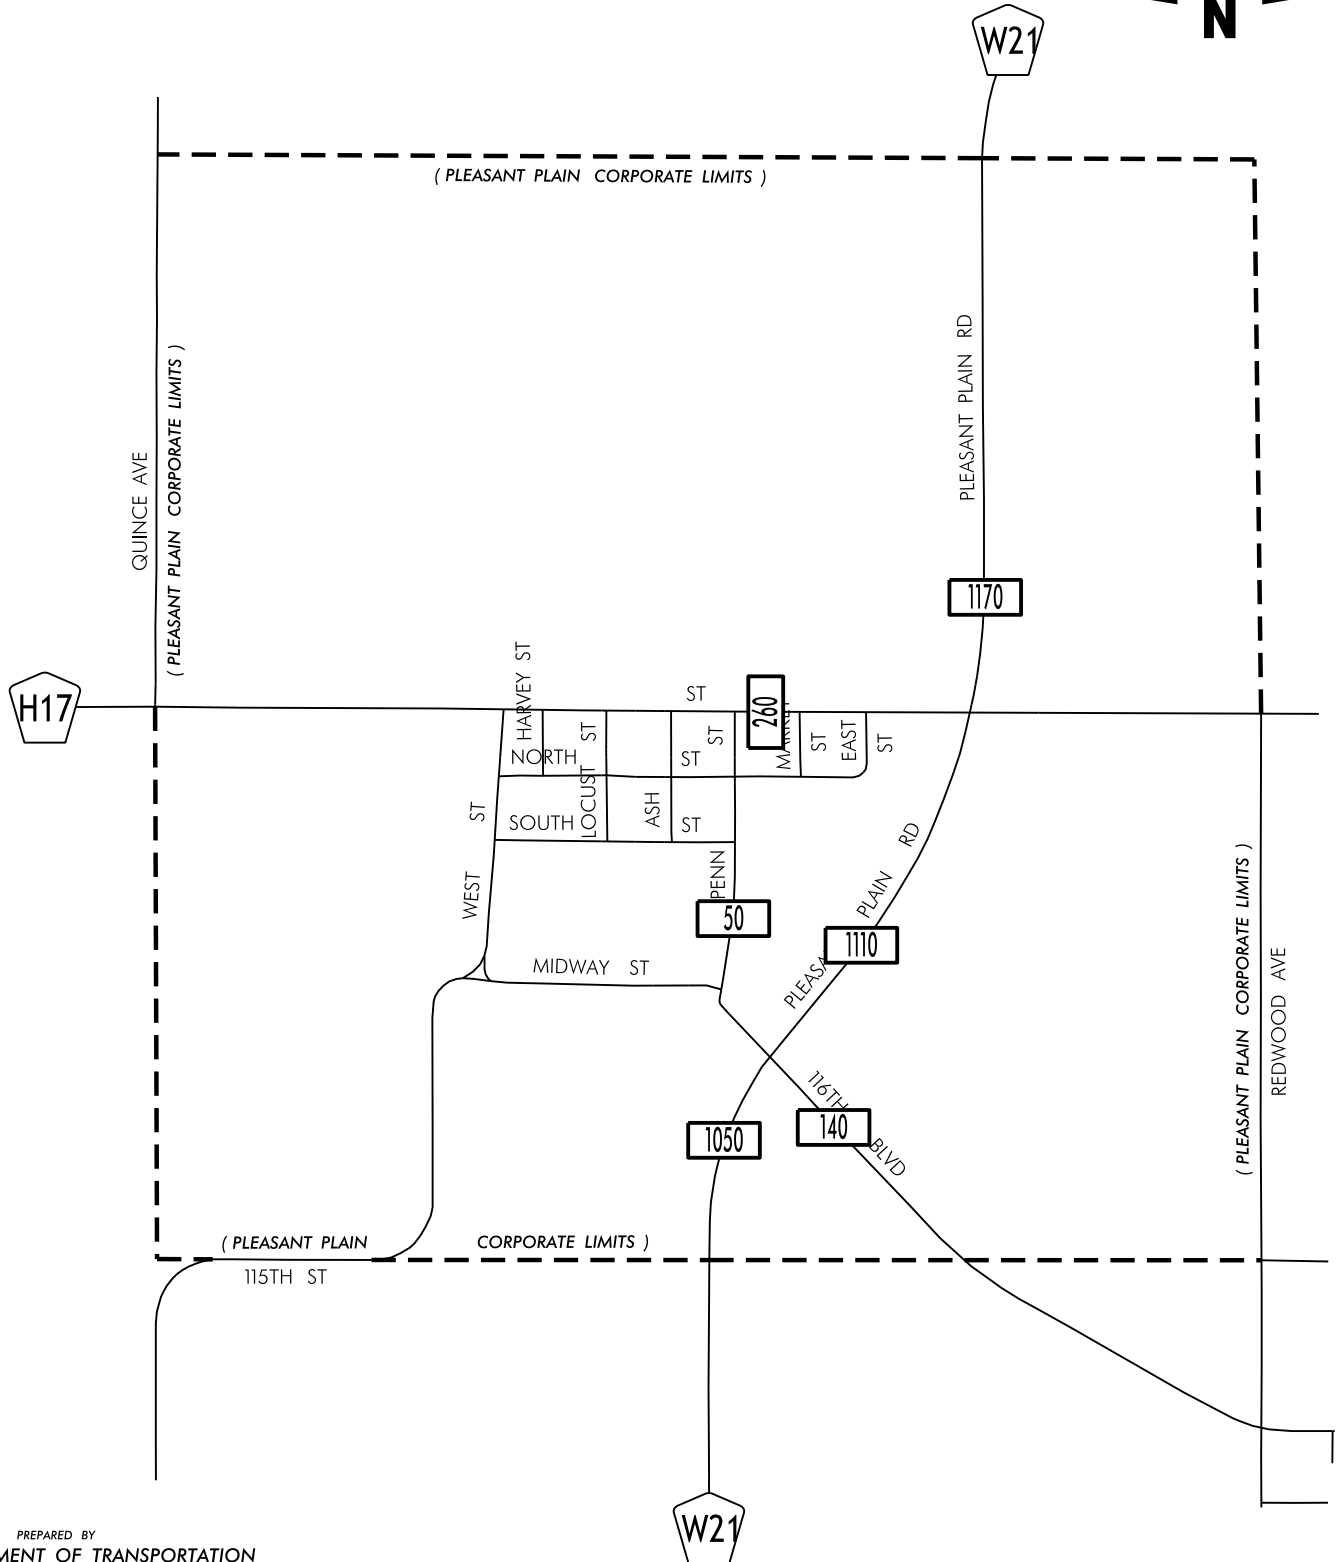 N
W21
( PLEASANT PLAIN CORPORATE LIMITS )
PLEASANT PLAIN RD
( PLEASANT PLAIN CORPORATE LIMITS )
QUINCE AVE
1170
HARVEY ST
H17
ST
260
ST
ST
MARKET
ST
EAST
ST
NORTH
ST
LOCUST
ASH
ST
SOUTH
ST
RD
PENN
PLAIN
WEST
50
1110
MIDWAY ST
( PLEASANT PLAIN CORPORATE LIMITS )
REDWOOD AVE
116TH
140
1050
BLVD
( PLEASANT PLAIN CORPORATE LIMITS )
115TH ST
W21
PREPARED BY
MENT OF TRANSPORTATION